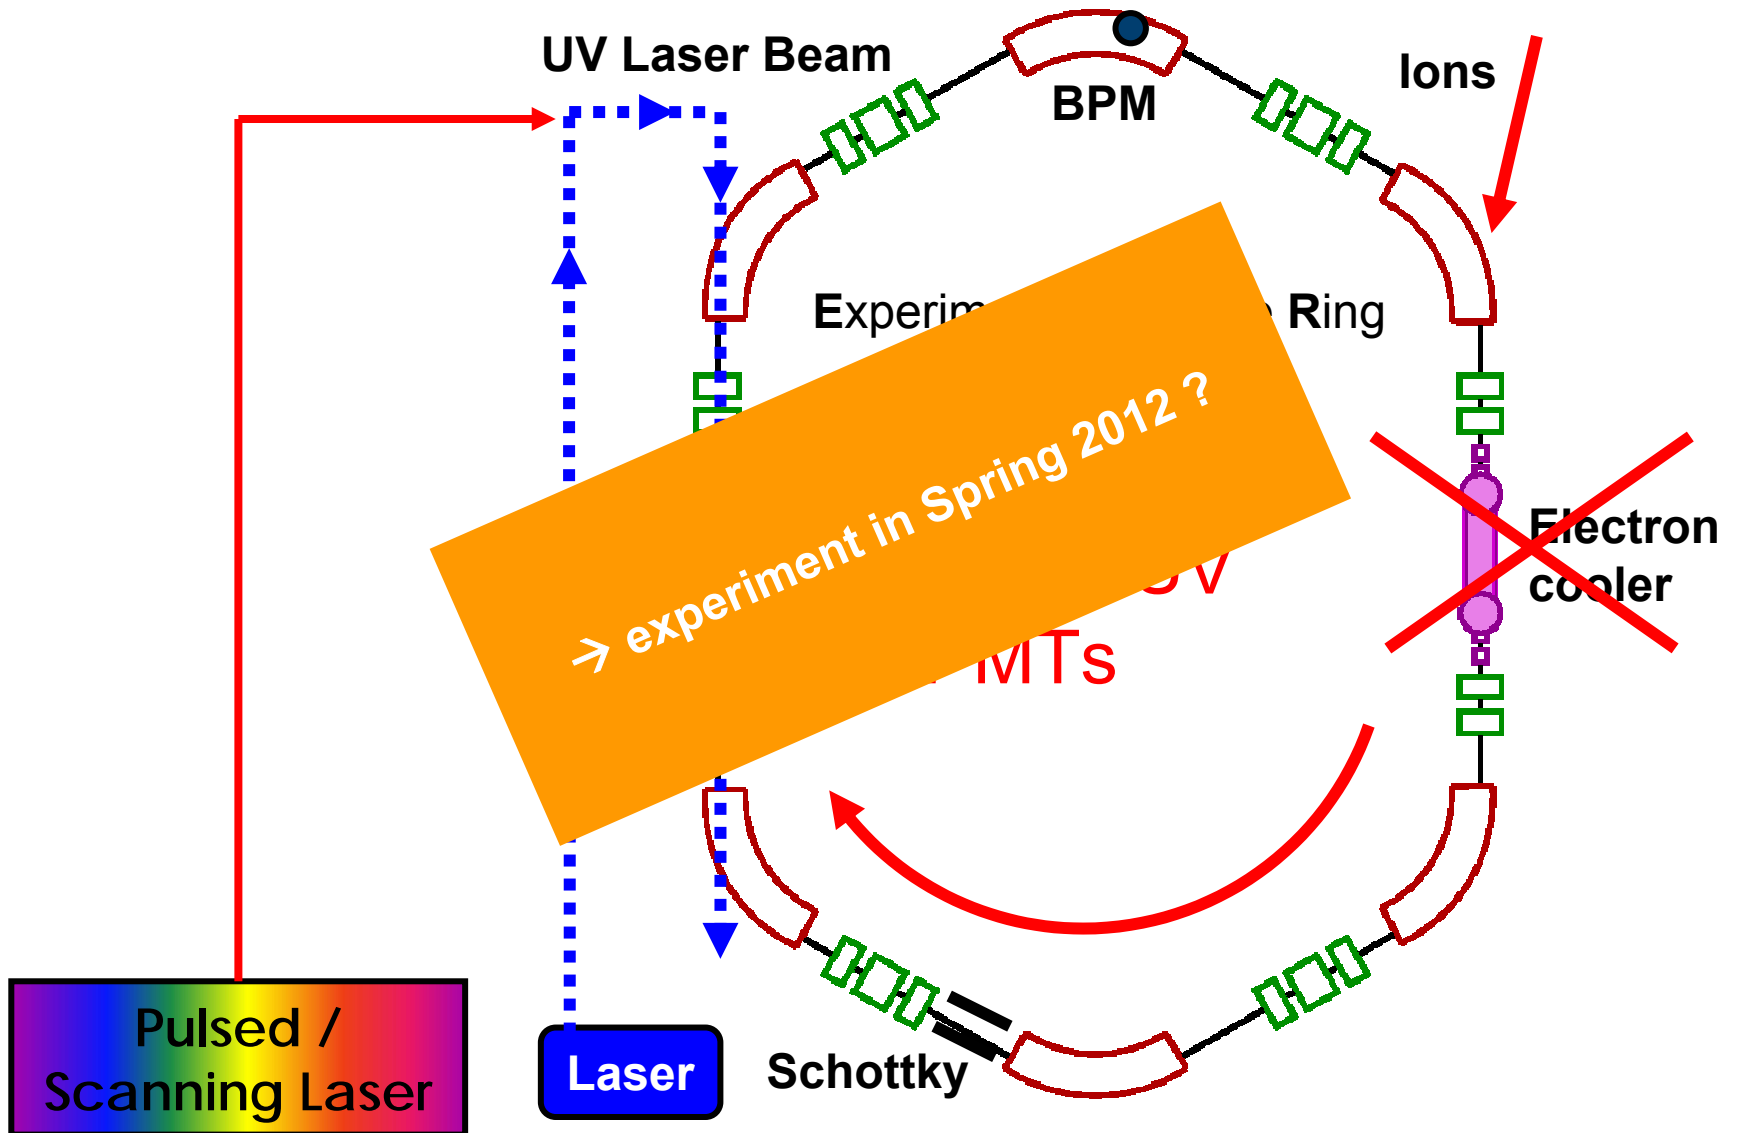 UV Laser Beam
Ions
BPM
Experim Ring
→ experiment in Spring 2012 ?
Electron
cooler
UV
MTs
Pulsed /
Scanning Laser
Laser
Schottky